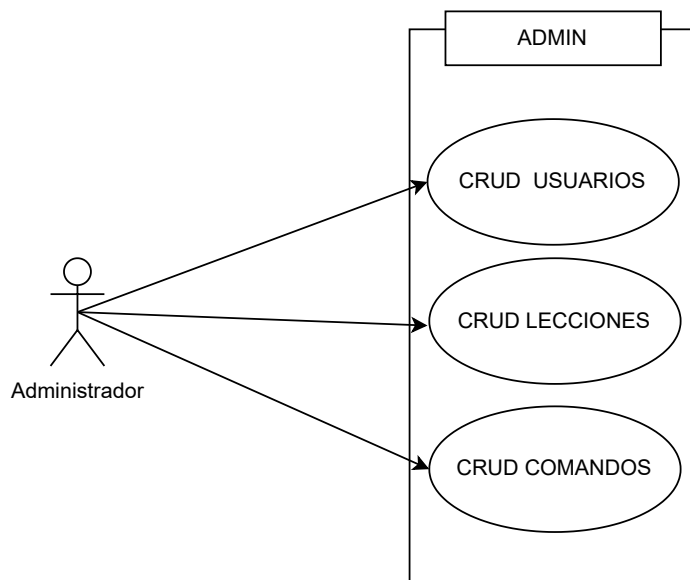 ADMIN
CRUD  USUARIOS
CRUD LECCIONES
Administrador
CRUD COMANDOS